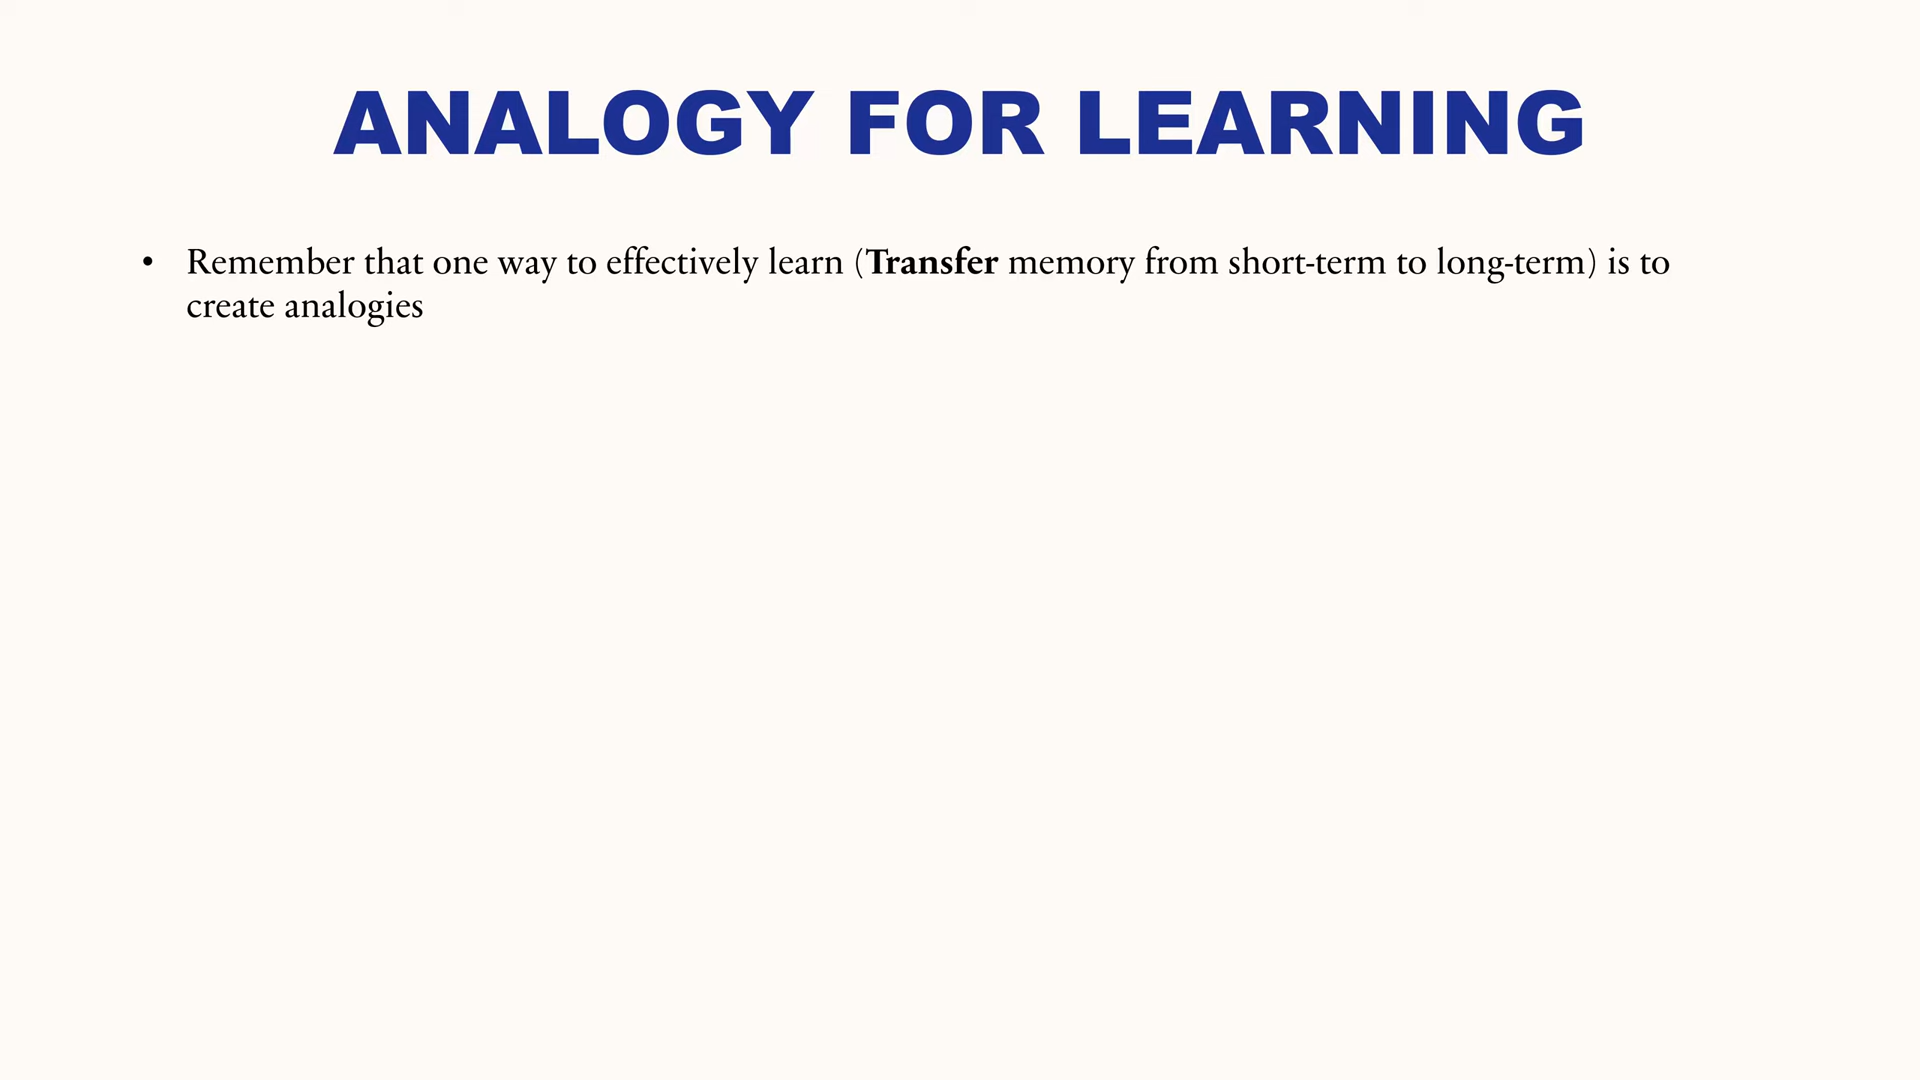 ANALOGY FOR LEARNING
• Remember that one way to effectively learn (Transfer memory from short-term to long-term) is to
create analogies